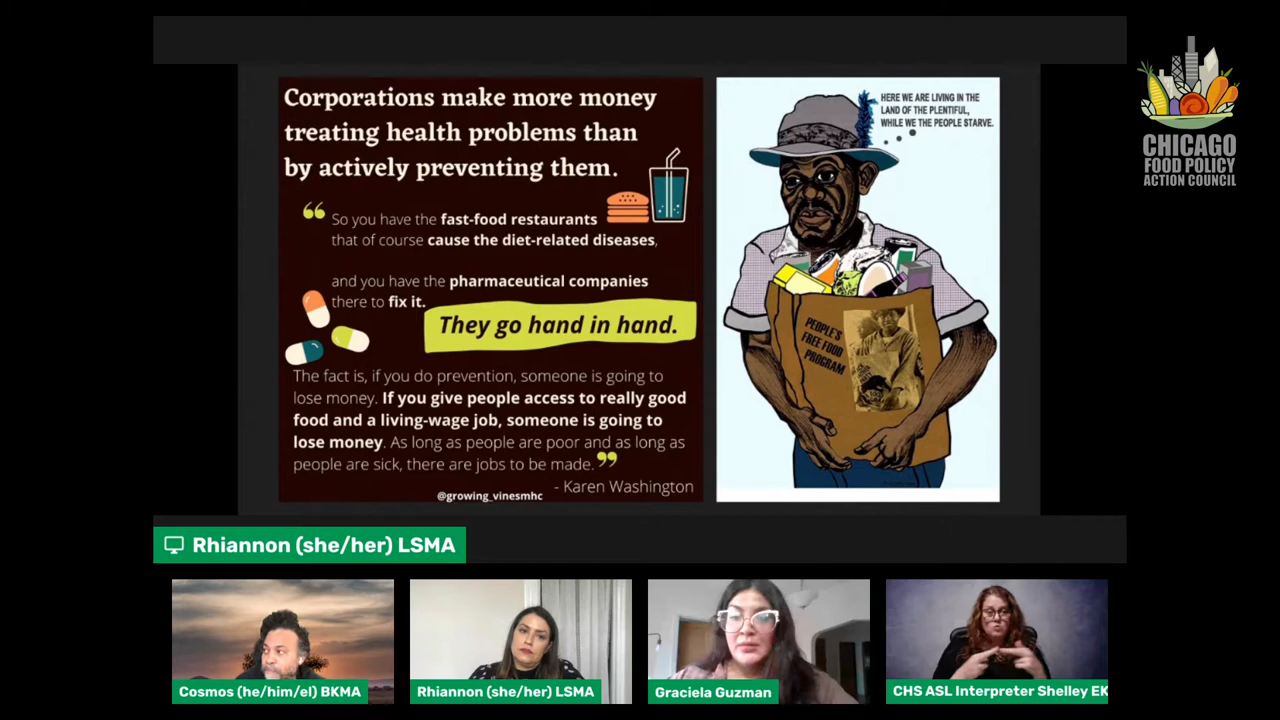 Corporations make more money
treating health problems than
by actively preventing them.
“ So you have the fast-food restaurants
that of course cause the diet-related diseases,
and you have the pharmaceutical companies
there to fix it.
They go hand in hand.
The fact is, if you do prevention, someone is going to
lose money. If you give people access to really good
food and a living-wage job, someone is going to
lose money. As long as people are poor and as long as
people are sick, there are jobs to be made. ”
- Karen Washington
@growing_vinesmhc
HERE WE ARE LIVING IN THE
LAND OF THE PLENTIFUL,
WHILE WE THE PEOPLE STARVE.
PEOPLE'S
FREE FOOD
PROGRAM
CHICAGO
FOOD POLICY
ACTION COUNCIL
Rhiannon (she/her) LSMA
Cosmos (he/him/el) BKMA
Rhiannon (she/her) LSMA
Graciela Guzman
CHS ASL Interpreter Shelley EK